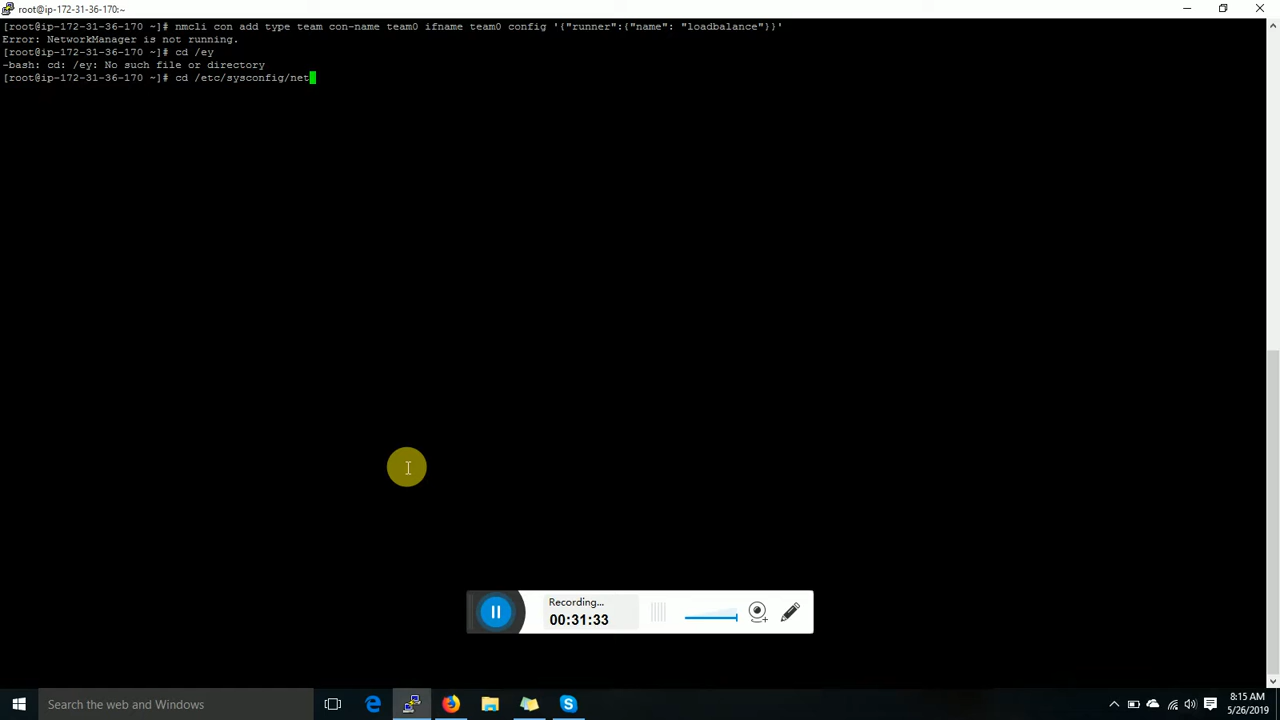 root@ip-172-31-36-170:~
[root@ip-172-31-36-170 ~]# nmcli con add type team con-name team0 ifname team0 config '{"runner":{"name": "loadbalance"}}'
Error: NetworkManager is not running.
[root@ip-172-31-36-170 ~]# cd /ey
-bash: cd: /ey: No such file or directory
[root@ip-172-31-36-170 ~]# cd /etc/sysconfig/net
Recording...
00:31:33
Search the web and Windows
8:15 AM
5/26/2019